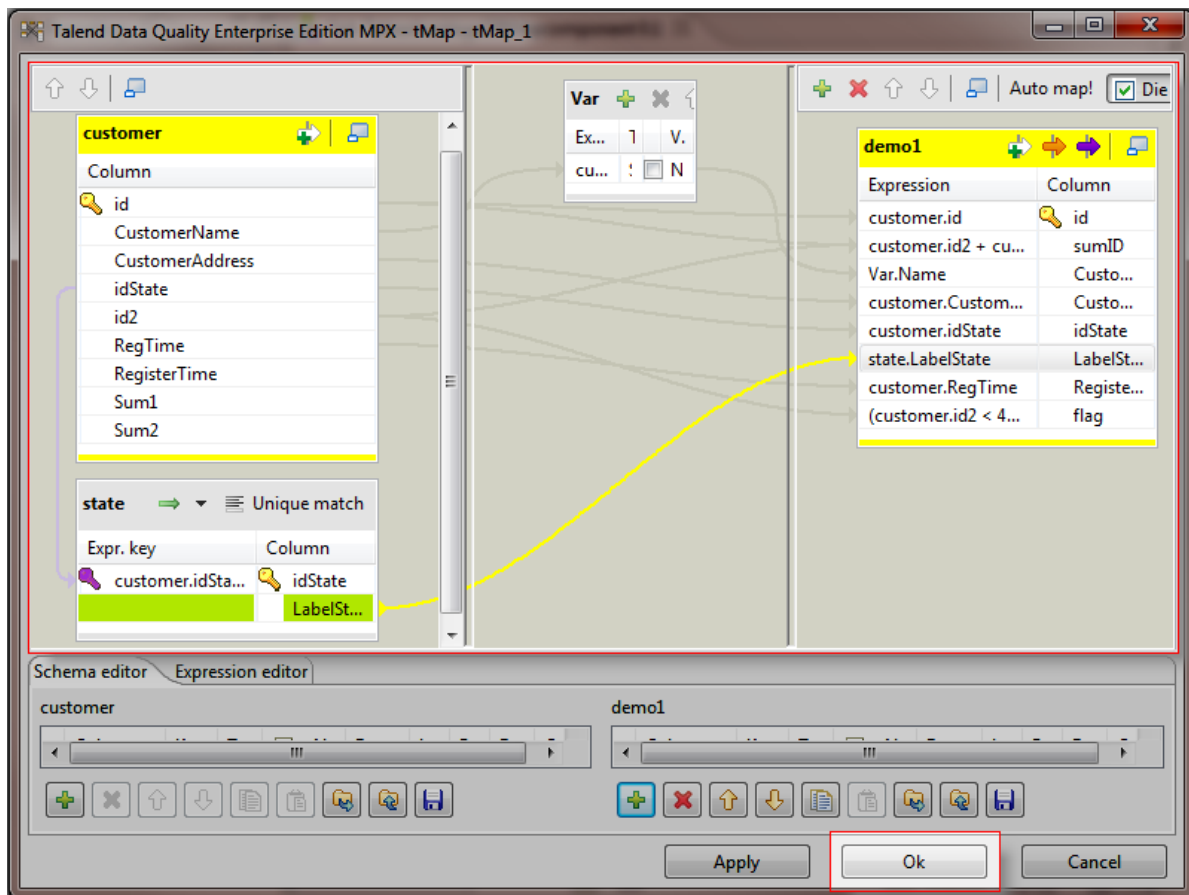 Talend Data Quality Enterprise Edition MPX - tMap - tMap_1
Auto map! Die
Var
Ex... T V.
cu... S N
customer
Column
id
CustomerName
CustomerAddress
idState
id2
RegTime
RegisterTime
Sum1
Sum2
state Unique match
Expr. key Column
customer.idSta... idState
LabelSt...
demo1
Expression Column
customer.id id
customer.id2 + cu... sumID
Var.Name Custo...
customer.Custom... Custo...
customer.idState idState
state.LabelState LabelSt...
customer.RegTime Registe...
(customer.id2 < 4... flag
Schema editor Expression editor
customer demo1
Apply Ok Cancel